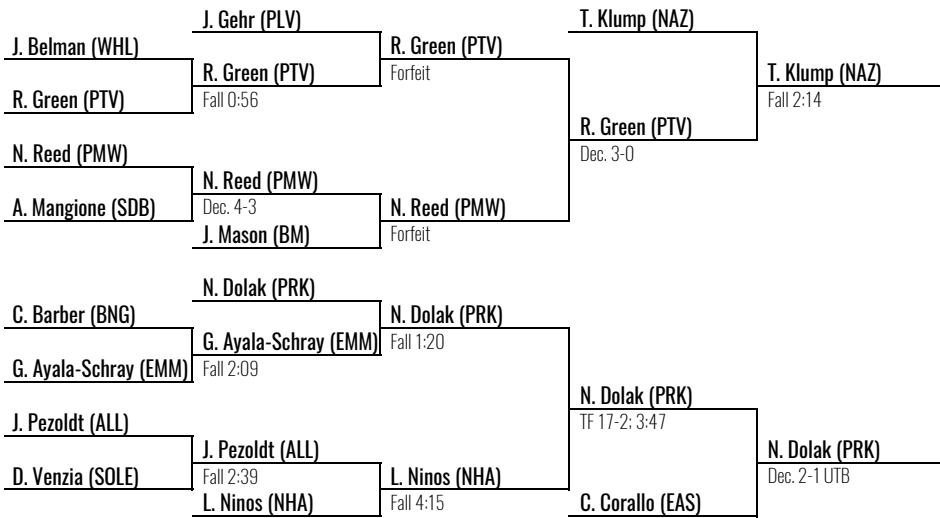 J. Gehr (PLV)
T. Klump (NAZ)
J. Belman (WHL)
R. Green (PTV)
R. Green (PTV)
Forfeit
T. Klump (NAZ)
R. Green (PTV)
Fall 0:56
Fall 2:14
R. Green (PTV)
Dec. 3-0
N. Reed (PMW)
N. Reed (PMW)
A. Mangione (SDB)
Dec. 4-3
N. Reed (PMW)
J. Mason (BM)
Forfeit
N. Dolak (PRK)
C. Barber (BNG)
N. Dolak (PRK)
G. Ayala-Schray (EMM)
Fall 1:20
G. Ayala-Schray (EMM)
Fall 2:09
N. Dolak (PRK)
TF 17-2; 3:47
J. Pezoldt (ALL)
J. Pezoldt (ALL)
N. Dolak (PRK)
D. Venzia (SOLE)
Fall 2:39
L. Ninos (NHA)
Dec. 2-1 UTB
L. Ninos (NHA)
Fall 4:15
C. Corallo (EAS)